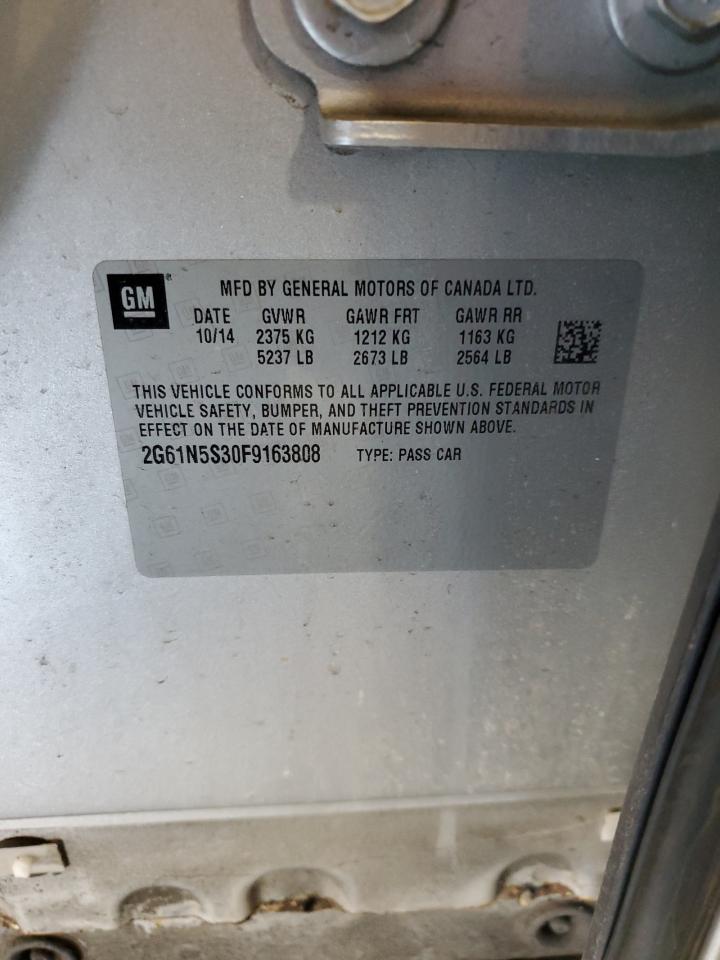 GM
MFD BY GENERAL MOTORS OF CANADA LTD.
DATE GVWR GAWR FRT GAWR RR
10/14 2375 KG 1212 KG 1163 KG
5237 LB 2673 LB 2564 LB
THIS VEHICLE CONFORMS TO ALL APPLICABLE U.S. FEDERAL MOTOR
VEHICLE SAFETY, BUMPER, AND THEFT PREVENTION STANDARDS IN
EFFECT ON THE DATE OF MANUFACTURE SHOWN ABOVE.
2G61N5S30F9163808 TYPE: PASS CAR